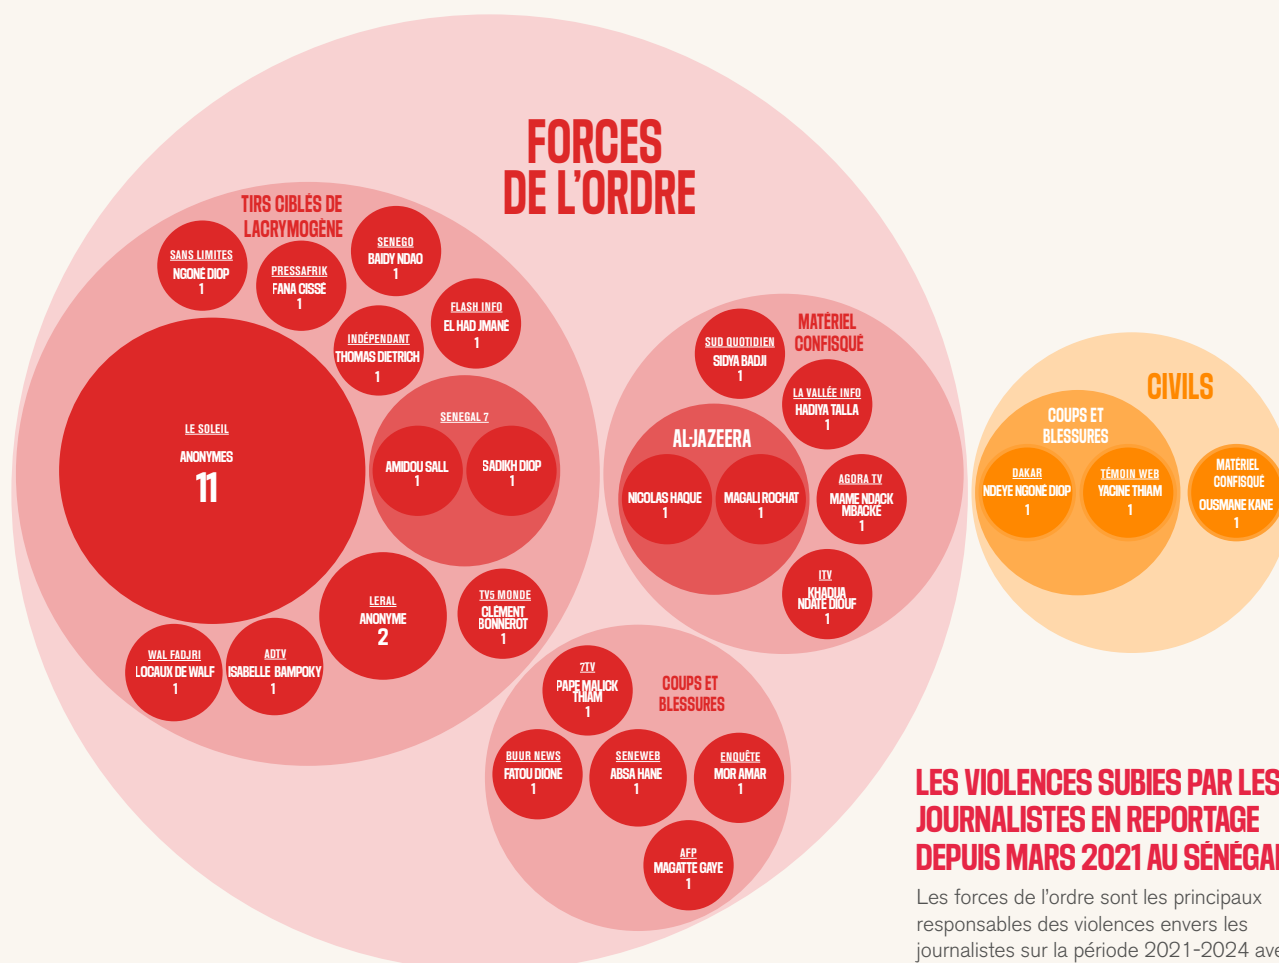 FORCES
DE L'ORDRE
TIRS CIBLÉS DE
LACRYMOGÈNE
SANS LIMITES
NGONÉ DIOP
1
PRESSAFRIK
FANA CISSÉ
1
SENEGO
BAIDY NDAO
1
FLASH INFO
EL HAD JMANÉ
1
INDÉPENDANT
THOMAS DIETRICH
1
LE SOLEIL
ANONYMES
11
SENEGAL 7
AMIDOU SALL
1
SADIKH DIOP
1
LERAL
ANONYME
2
TV5 MONDE
CLÉMENT
BONNEROT
1
WAL FADJRI
LOCAUX DE WALF
1
ADTV
ISABELLE BAMPOKY
1
MATÉRIEL
CONFISQUÉ
SUD QUOTIDIEN
SIDYA BADJI
1
LA VALLÉE INFO
HADIYA TALLA
1
AL-JAZEERA
NICOLAS HAQUE
1
MAGALI ROCHAT
1
AGORA TV
MAME NDACK
MBACKÉ
1
ITV
KHADIJA
NDATE DIOUF
1
COUPS ET
BLESSURES
7TV
PAPE MALICK
THIAM
1
BUUR NEWS
FATOU DIONE
1
SENEWEB
ABSA HANE
1
ENQUÊTE
MOR AMAR
1
AFP
MAGATTE GAYE
1
CIVILS
COUPS ET
BLESSURES
DAKAR
NDEYE NGONÉ DIOP
1
TÉMOIN WEB
YACINE THIAM
1
MATÉRIEL
CONFISQUÉ
OUSMANE KANE
1
LES VIOLENCES SUBIES PAR LES
JOURNALISTES EN REPORTAGE
DEPUIS MARS 2021 AU SÉNÉGAL
Les forces de l'ordre sont les principaux
responsables des violences envers les
journalistes sur la période 2021-2024 ave